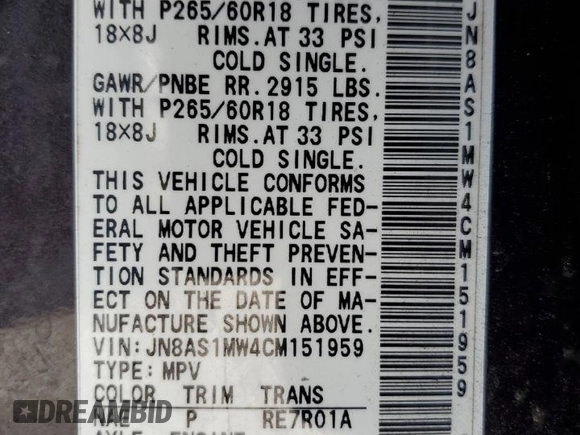 WITH P265/60R18 TIRES,
18X8J RIMS.AT 33 PSI
COLD SINGLE.
GAWR/PNBE RR.2915 LBS.
WITH P265/60R18 TIRES,
18X8J RIMS.AT 33 PSI
COLD SINGLE.
THIS VEHICLE CONFORMS
TO ALL APPLICABLE FED-
ERAL MOTOR VEHICLE SA-
FETY AND THEFT PREVEN-
TION STANDARDS IN EFF-
ECT ON THE DATE OF MA-
NUFACTURE SHOWN ABOVE.
VIN:JN8AS1MW4CM151959
TYPE:MPV
COLOR TRIM TRANS
P RE7R01A
AXLE ENGINE
JN8AS1MW4CM151959
DREAMBID